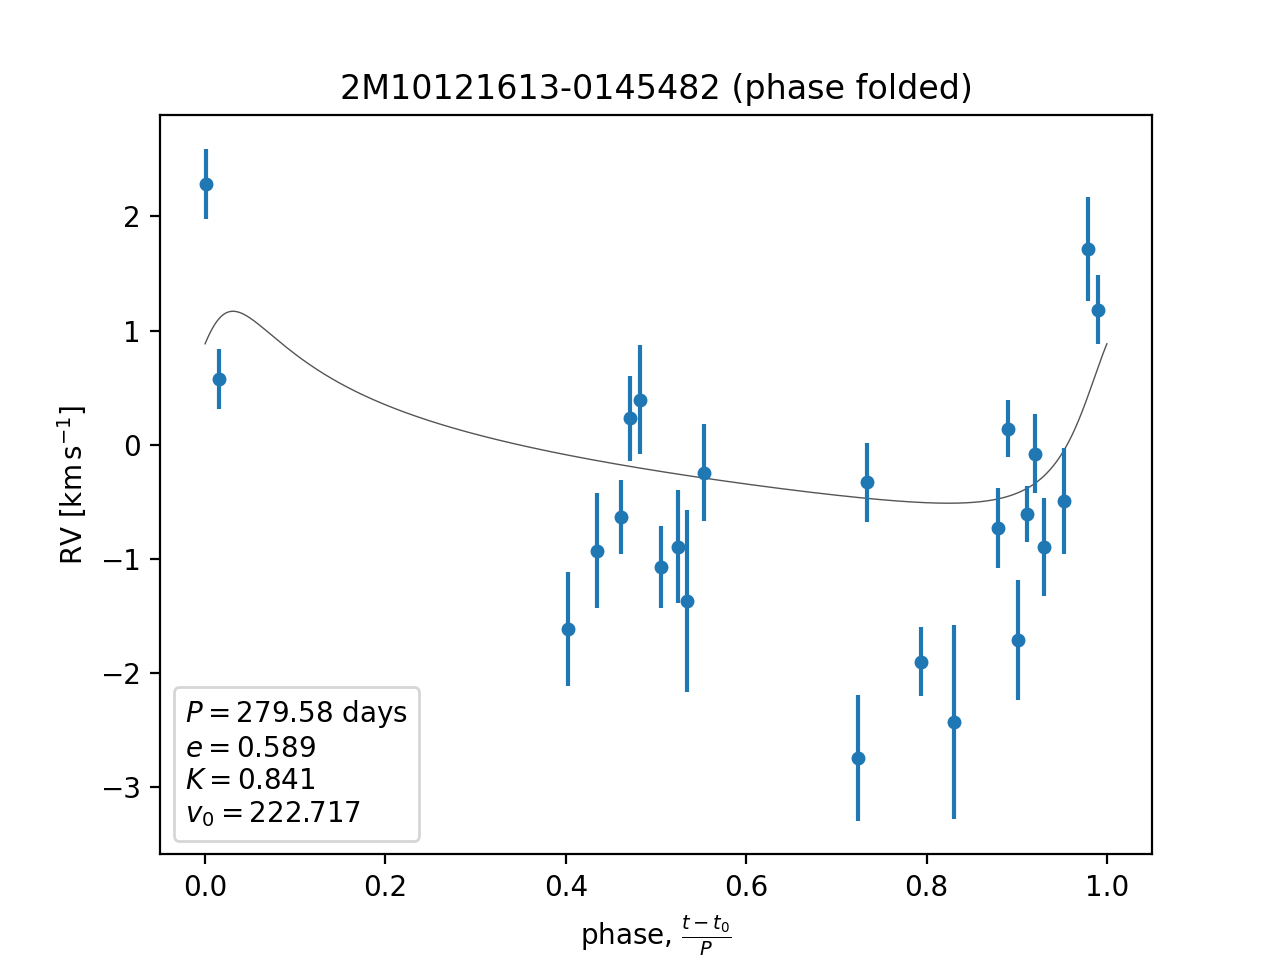 2M10121613-0145482 (phase folded)
RV [km s⁻¹]
2
1
0
−1
−2
−3
P = 279.58 days
e = 0.589
K = 0.841
v₀ = 222.717
0.0 0.2 0.4 0.6 0.8 1.0
phase, (t − t₀)/P